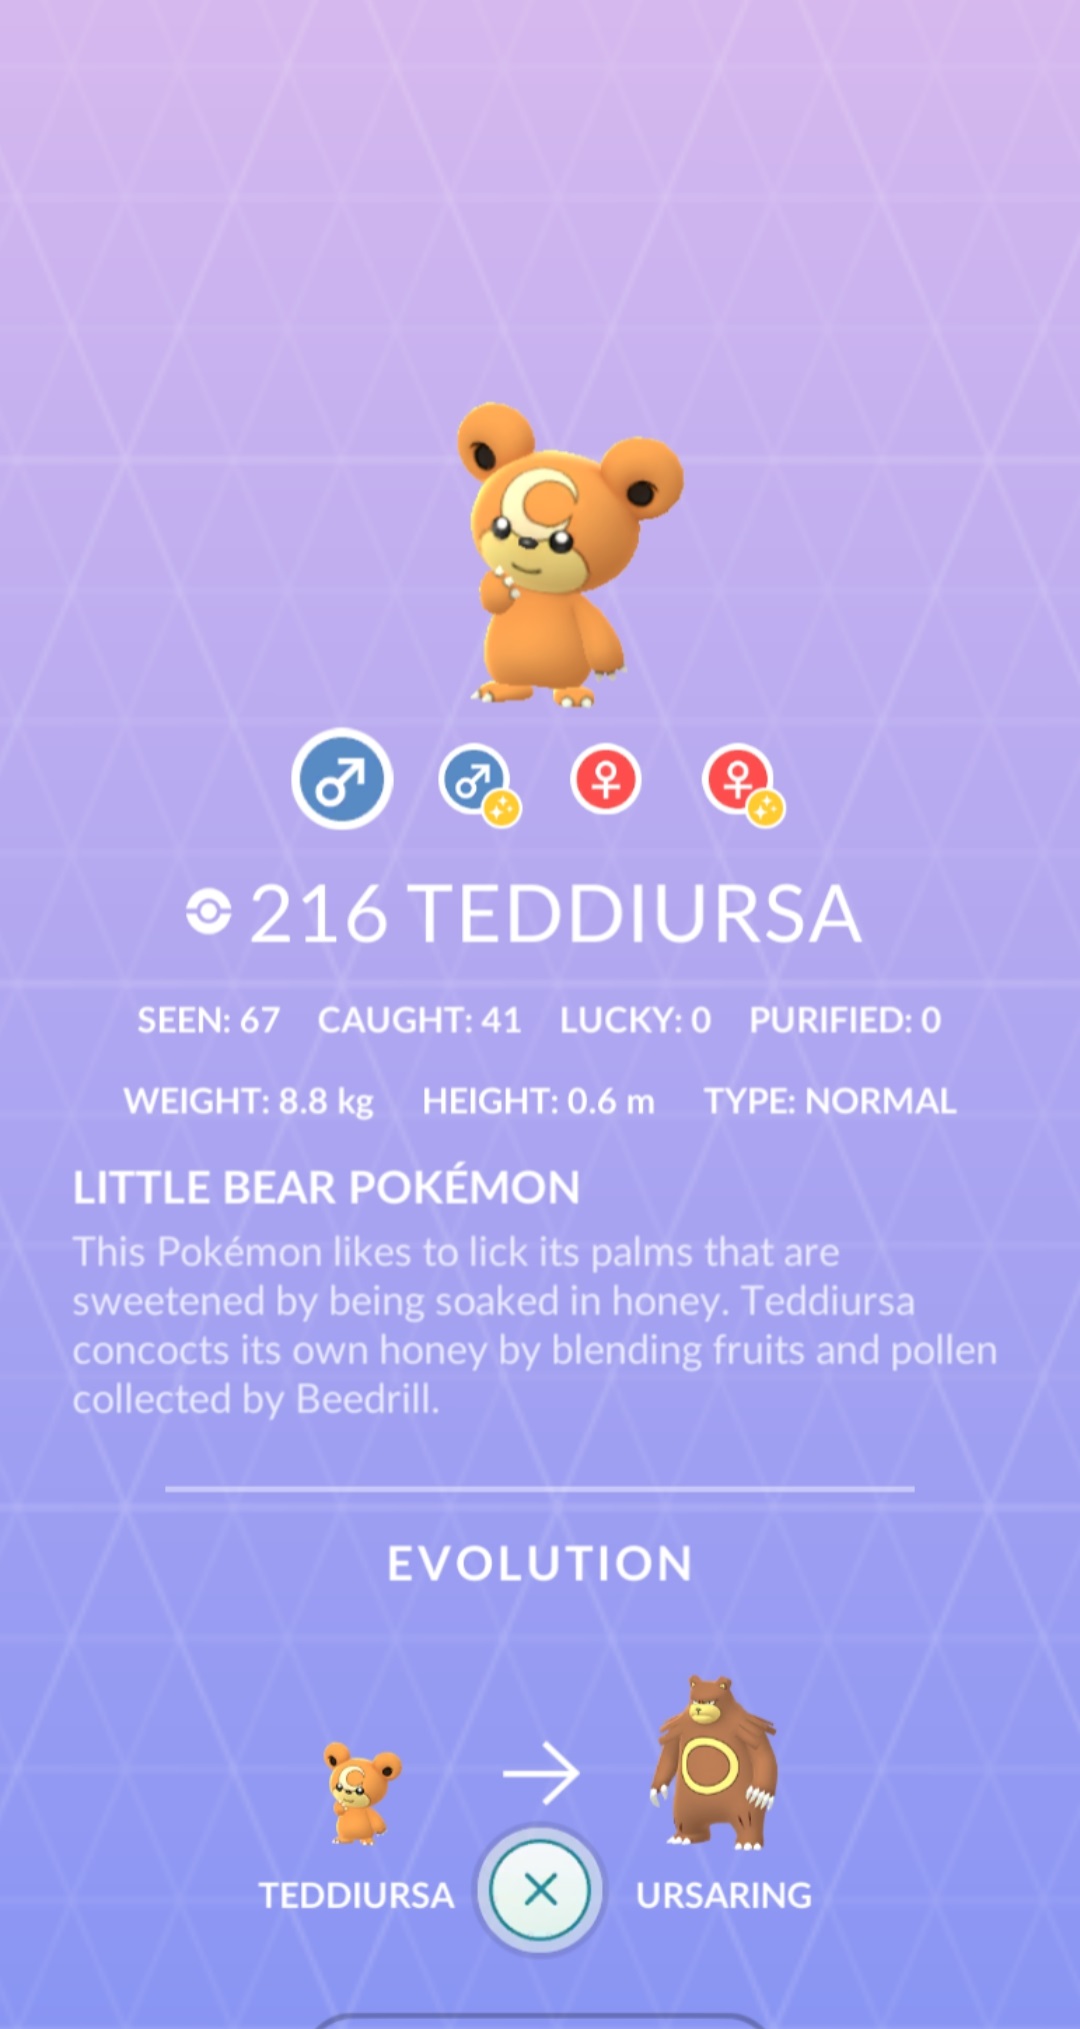 216 TEDDIURSA
SEEN: 67 CAUGHT: 41 LUCKY: 0 PURIFIED: 0
WEIGHT: 8.8 kg HEIGHT: 0.6 m TYPE: NORMAL
LITTLE BEAR POKÉMON
This Pokémon likes to lick its palms that are
sweetened by being soaked in honey. Teddiursa
concocts its own honey by blending fruits and pollen
collected by Beedrill.
EVOLUTION
TEDDIURSA URSARING